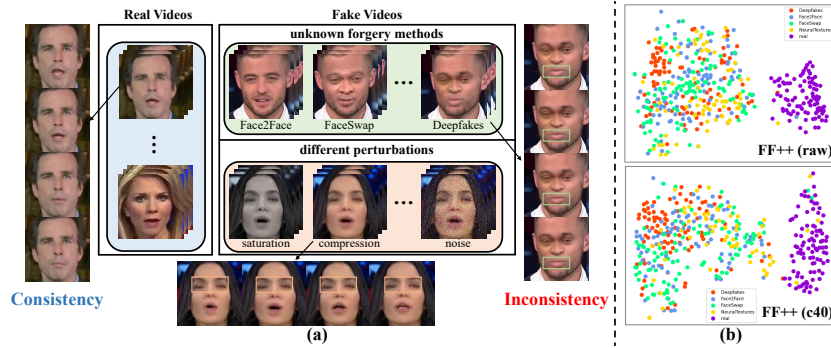 Real Videos
Fake Videos
unknown forgery methods
Face2Face
FaceSwap
Deepfakes
different perturbations
saturation
compression
noise
Consistency
Inconsistency
(a)
Deepfakes
Face2Face
FaceSwap
NeuralTextures
real
FF++ (raw)
Deepfakes
Face2Face
FaceSwap
NeuralTextures
real
FF++ (c40)
(b)